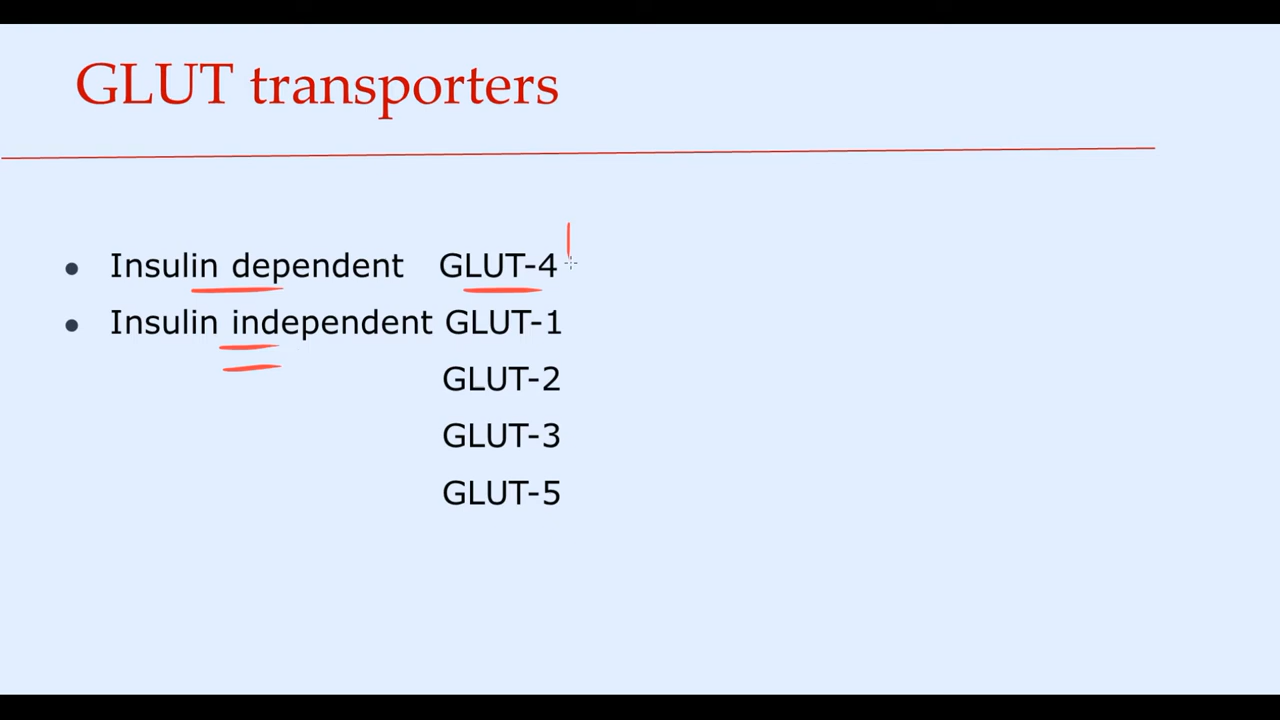 GLUT transporters
• Insulin dependent GLUT-4
• Insulin independent GLUT-1
GLUT-2
GLUT-3
GLUT-5